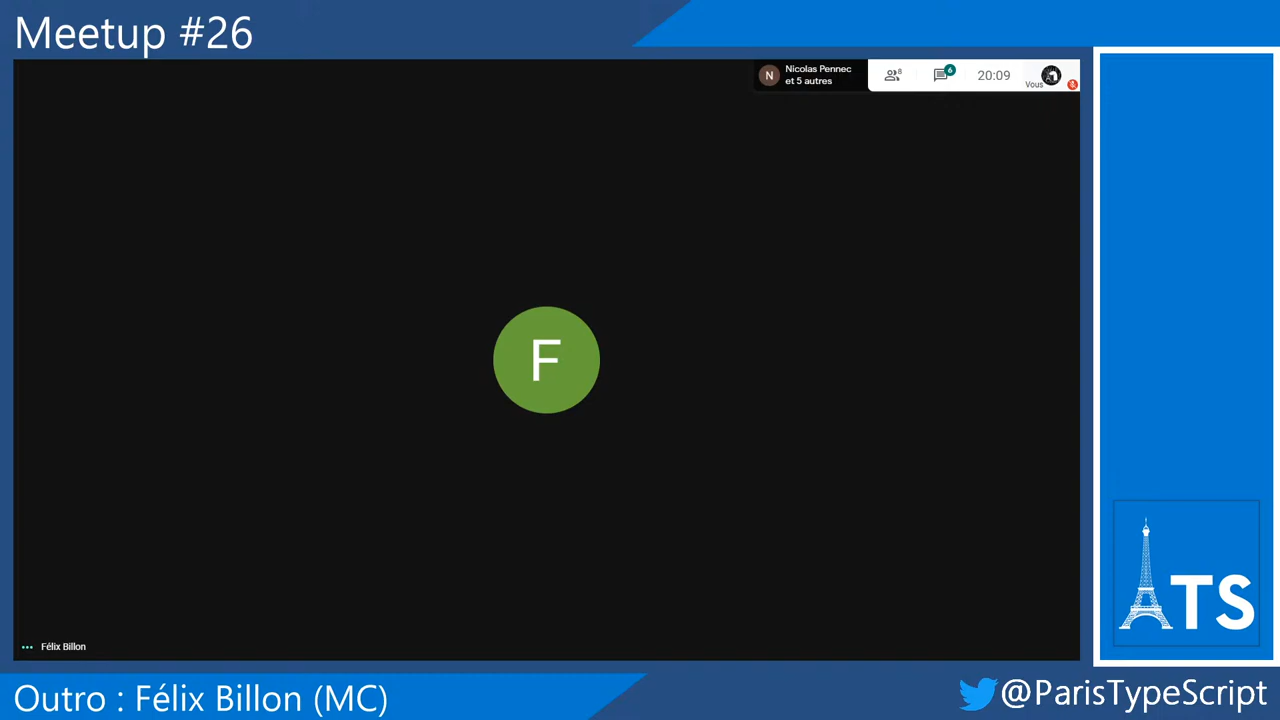 Meetup #26
N
Nicolas Pennec
et 5 autres
8
6
20:09
Vous
F
Félix Billon
TS
Outro : Félix Billon (MC)
@ParisTypeScript